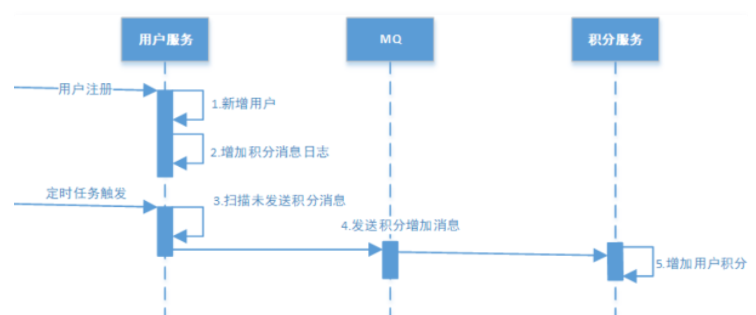 用户服务
MQ
积分服务
用户注册
1.新增用户
2.增加积分消息日志
定时任务触发
3.扫描未发送积分消息
4.发送积分增加消息
5.增加用户积分